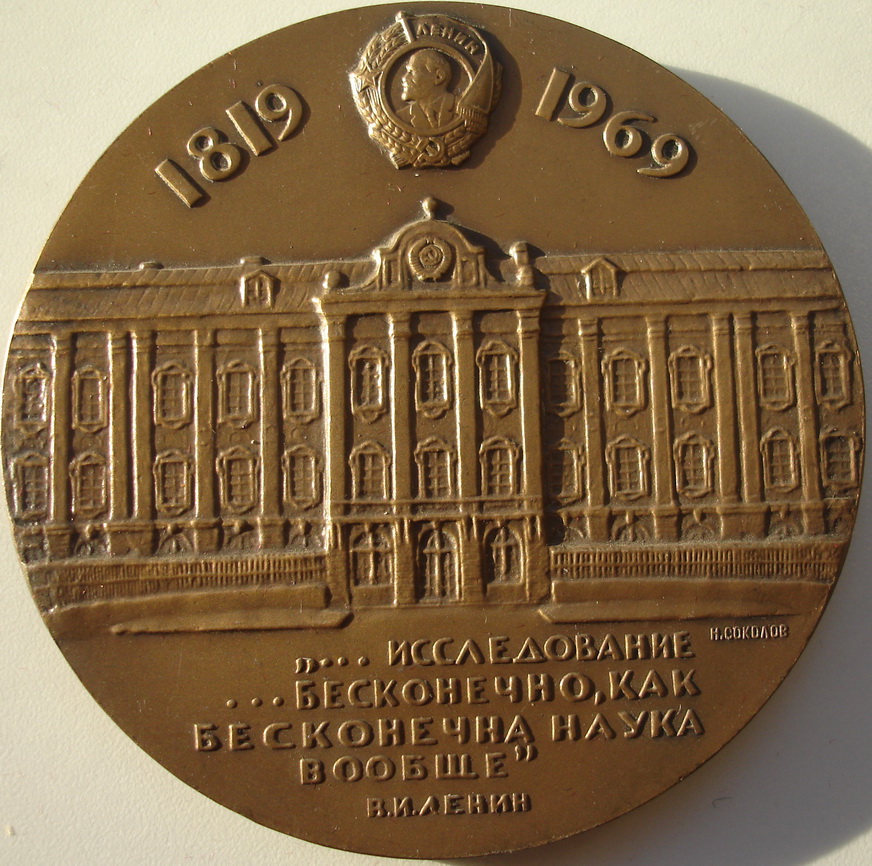 ЛЕНИН
1819 1969
Н.СОКОЛОВ
„... ИССЛЕДОВАНИЕ
...БЕСКОНЕЧНО, КАК
БЕСКОНЕЧНА НАУКА
ВООБЩЕ”
В.И.ЛЕНИН